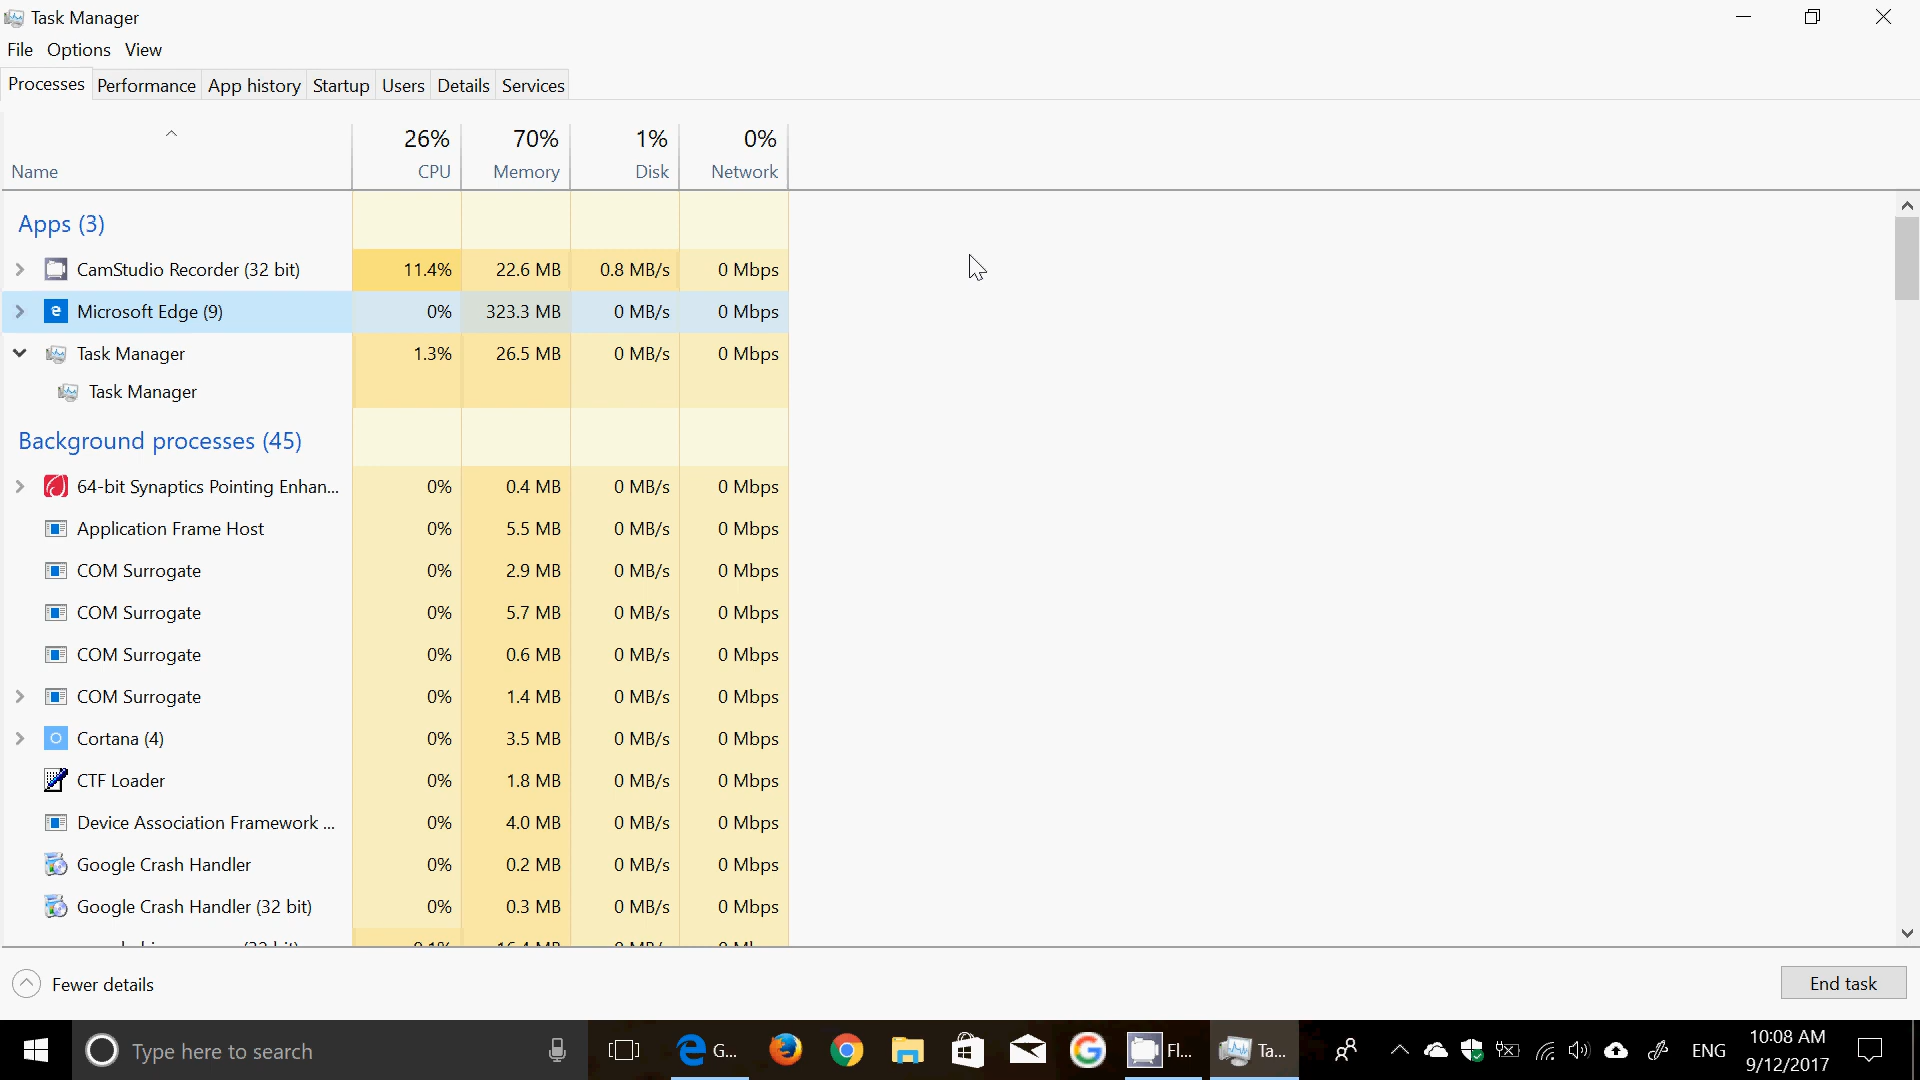 Task Manager
File Options View
Processes Performance App history Startup Users Details Services
26% 70% 1% 0%
Name CPU Memory Disk Network
Apps (3)
CamStudio Recorder (32 bit) 11.4% 22.6 MB 0.8 MB/s 0 Mbps
Microsoft Edge (9) 0% 323.3 MB 0 MB/s 0 Mbps
Task Manager 1.3% 26.5 MB 0 MB/s 0 Mbps
Task Manager
Background processes (45)
64-bit Synaptics Pointing Enhan... 0% 0.4 MB 0 MB/s 0 Mbps
Application Frame Host 0% 5.5 MB 0 MB/s 0 Mbps
COM Surrogate 0% 2.9 MB 0 MB/s 0 Mbps
COM Surrogate 0% 5.7 MB 0 MB/s 0 Mbps
COM Surrogate 0% 0.6 MB 0 MB/s 0 Mbps
COM Surrogate 0% 1.4 MB 0 MB/s 0 Mbps
Cortana (4) 0% 3.5 MB 0 MB/s 0 Mbps
CTF Loader 0% 1.8 MB 0 MB/s 0 Mbps
Device Association Framework ... 0% 4.0 MB 0 MB/s 0 Mbps
Google Crash Handler 0% 0.2 MB 0 MB/s 0 Mbps
Google Crash Handler (32 bit) 0% 0.3 MB 0 MB/s 0 Mbps
Fewer details End task
Type here to search G... Fl... Ta... ENG 10:08 AM
9/12/2017